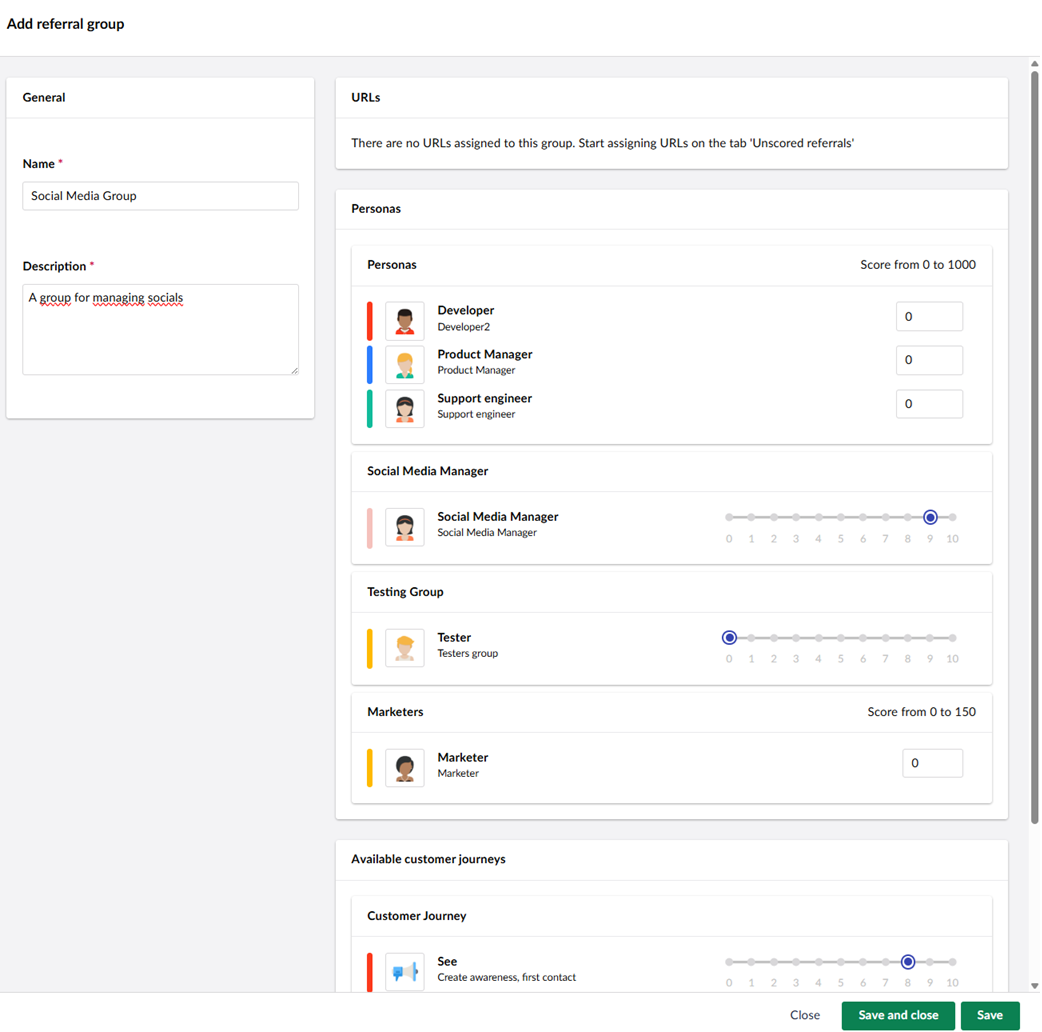 Add referral group
General
Name *
Social Media Group
Description *
A group for managing socials
URLs
There are no URLs assigned to this group. Start assigning URLs on the tab 'Unscored referrals'
Personas
Personas Score from 0 to 1000
Developer
Developer2
0
Product Manager
Product Manager
0
Support engineer
Support engineer
0
Social Media Manager
Social Media Manager
Social Media Manager
0 1 2 3 4 5 6 7 8 9 10
Testing Group
Tester
Testers group
0 1 2 3 4 5 6 7 8 9 10
Marketers Score from 0 to 150
Marketer
Marketer
0
Available customer journeys
Customer Journey
See
Create awareness, first contact
0 1 2 3 4 5 6 7 8 9 10
Close Save and close Save